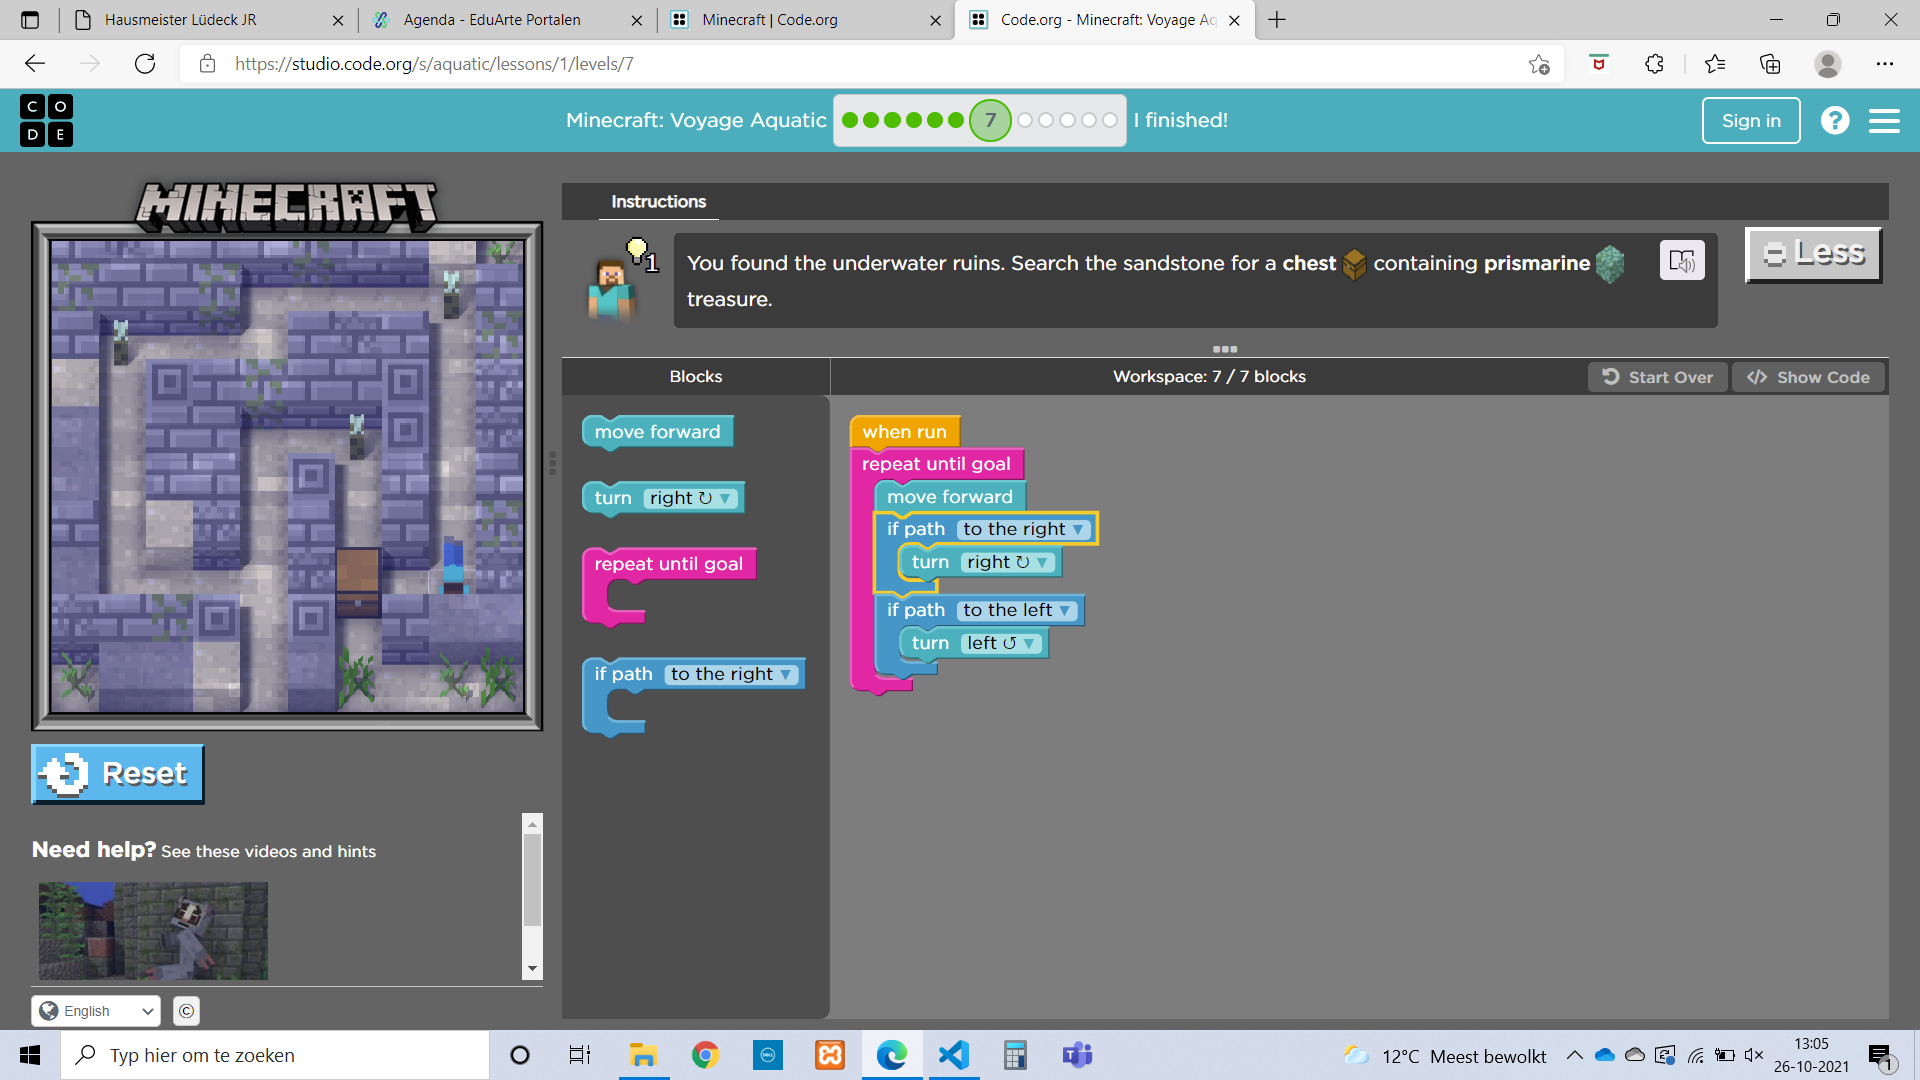 Hausmeister Lüdeck JR
Agenda - EduArte Portalen
Minecraft | Code.org
Code.org - Minecraft: Voyage Aq
https://studio.code.org/s/aquatic/lessons/1/levels/7
C O
D E
Minecraft: Voyage Aquatic
7
I finished!
Sign in
?
MINECRAFT
Instructions
1
You found the underwater ruins. Search the sandstone for a chest containing prismarine
treasure.
Less
Blocks
Workspace: 7 / 7 blocks
Start Over
</> Show Code
move forward
turn right ↻ ▼
repeat until goal
if path to the right ▼
when run
repeat until goal
move forward
if path to the right ▼
turn right ↻ ▼
if path to the left ▼
turn left ↺ ▼
Reset
Need help? See these videos and hints
English
©
Typ hier om te zoeken
DELL
12°C Meest bewolkt
13:05
26-10-2021
1